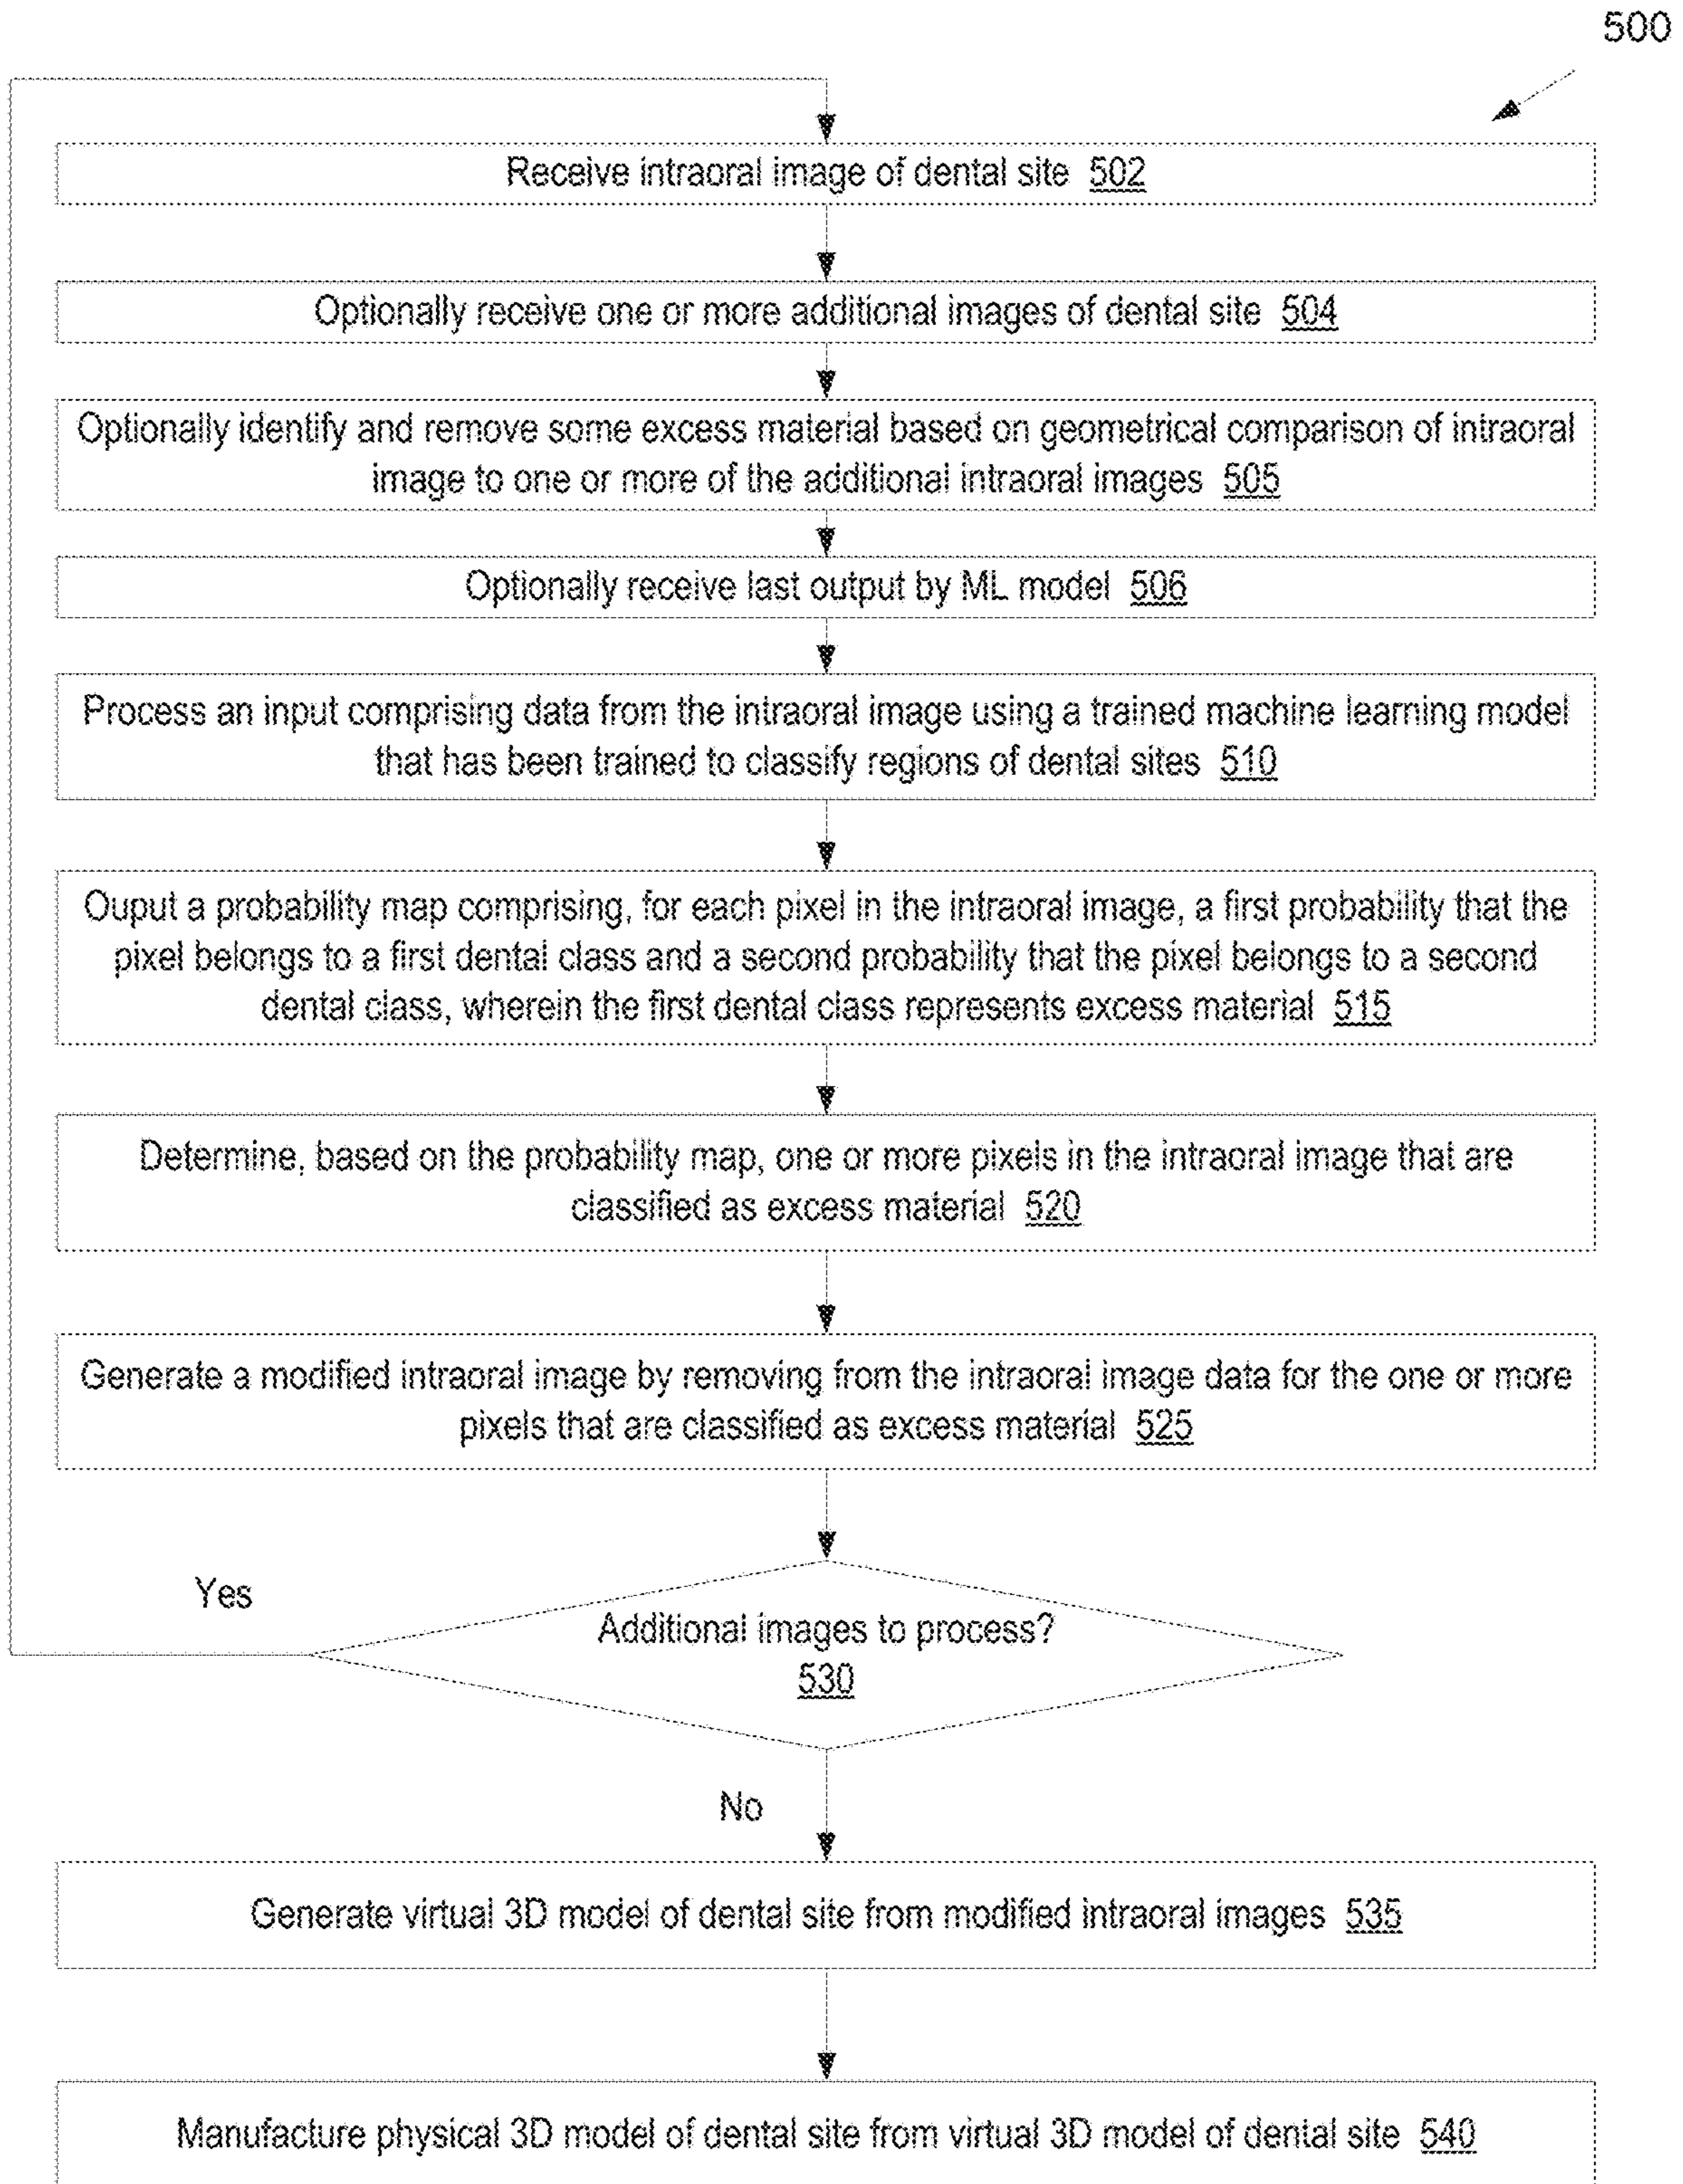 500
Receive intraoral image of dental site 502
Optionally receive one or more additional images of dental site 504
Optionally identify and remove some excess material based on geometrical comparison of intraoral
image to one or more of the additional intraoral images 505
Optionally receive last output by ML model 506
Process an input comprising data from the intraoral image using a trained machine learning model
that has been trained to classify regions of dental sites 510
Ouput a probability map comprising, for each pixel in the intraoral image, a first probability that the
pixel belongs to a first dental class and a second probability that the pixel belongs to a second
dental class, wherein the first dental class represents excess material 515
Determine, based on the probability map, one or more pixels in the intraoral image that are
classified as excess material 520
Generate a modified intraoral image by removing from the intraoral image data for the one or more
pixels that are classified as excess material 525
Yes
Additional images to process?
530
No
Generate virtual 3D model of dental site from modified intraoral images 535
Manufacture physical 3D model of dental site from virtual 3D model of dental site 540